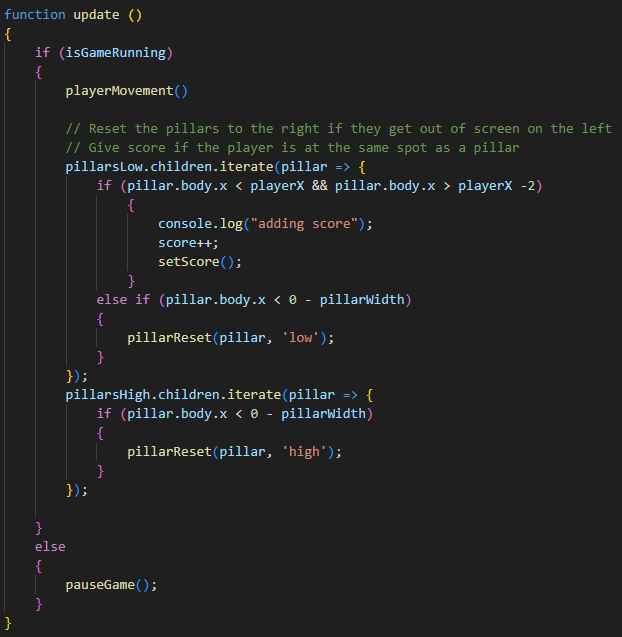 function update ()
{
    if (isGameRunning)
    {
        playerMovement()

        // Reset the pillars to the right if they get out of screen on the left
        // Give score if the player is at the same spot as a pillar
        pillarsLow.children.iterate(pillar => {
            if (pillar.body.x < playerX && pillar.body.x > playerX -2)
                {
                    console.log("adding score");
                    score++;
                    setScore();
                }
            else if (pillar.body.x < 0 - pillarWidth)
            {
                pillarReset(pillar, 'low');
            }
        });
        pillarsHigh.children.iterate(pillar => {
            if (pillar.body.x < 0 - pillarWidth)
            {
                pillarReset(pillar, 'high');
            }
        });

    }
    else
    {
        pauseGame();
    }
}